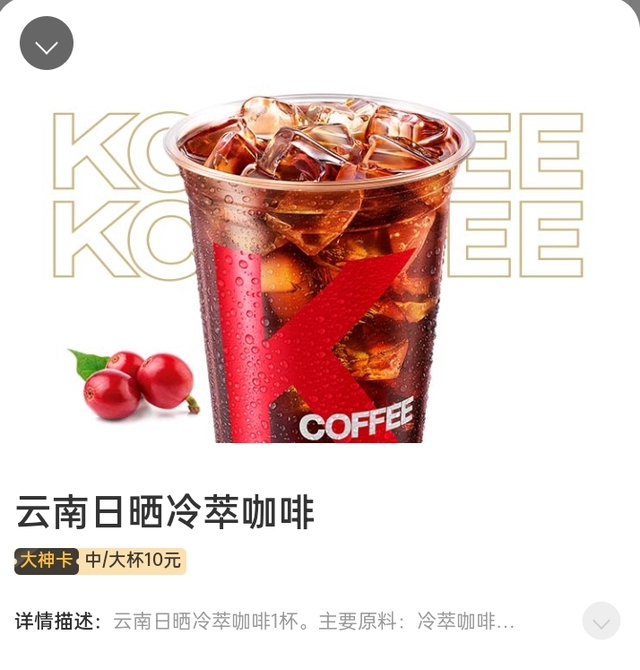 KO EE
KO EE
K
COFFEE
云南日晒冷萃咖啡
大神卡 中/大杯10元
详情描述：云南日晒冷萃咖啡1杯。主要原料：冷萃咖啡...